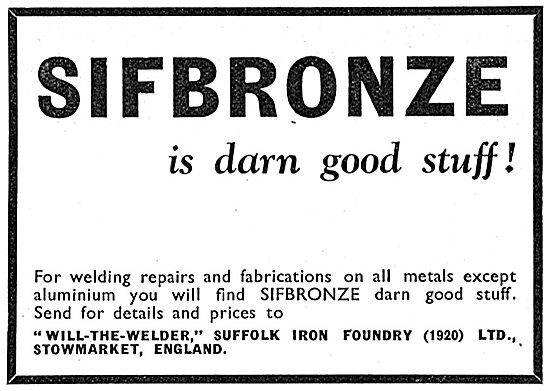 SIFBRONZE
is darn good stuff!
For welding repairs and fabrications on all metals except
aluminium you will find SIFBRONZE darn good stuff.
Send for details and prices to
"WILL-THE-WELDER," SUFFOLK IRON FOUNDRY (1920) LTD.,
STOWMARKET, ENGLAND.